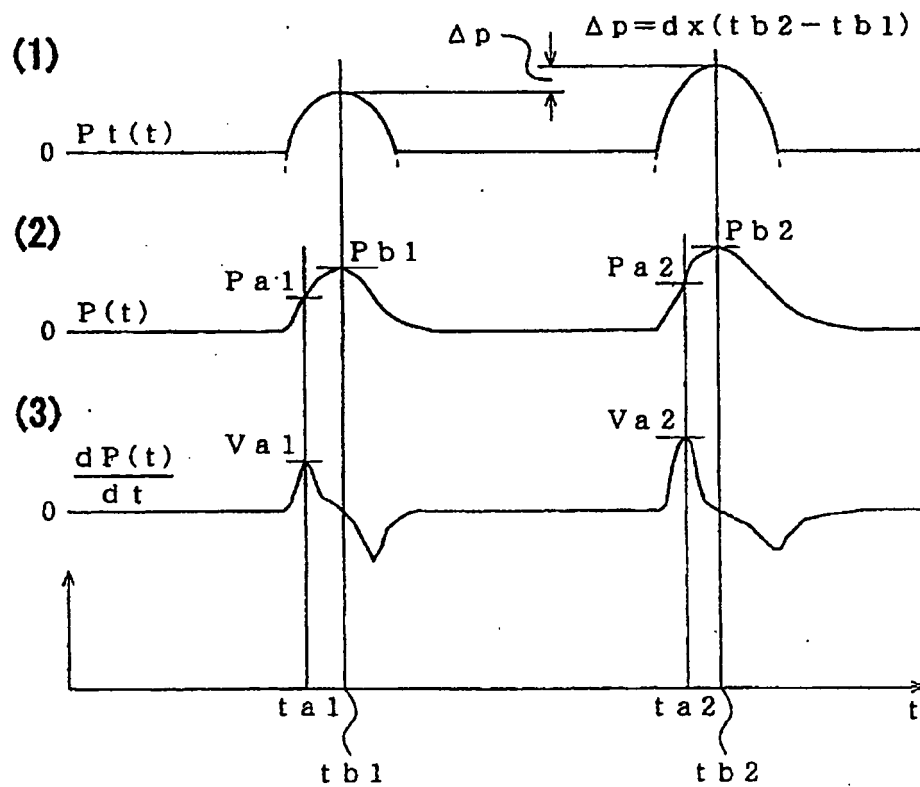 (1)
Δp
Δp=dx(tb2-tb1)
0
Pt(t)
(2)
Pa1
Pb1
Pa2
Pb2
0
P(t)
(3)
Va1
Va2
dP(t)
dt
0
ta1
ta2
t
tb1
tb2